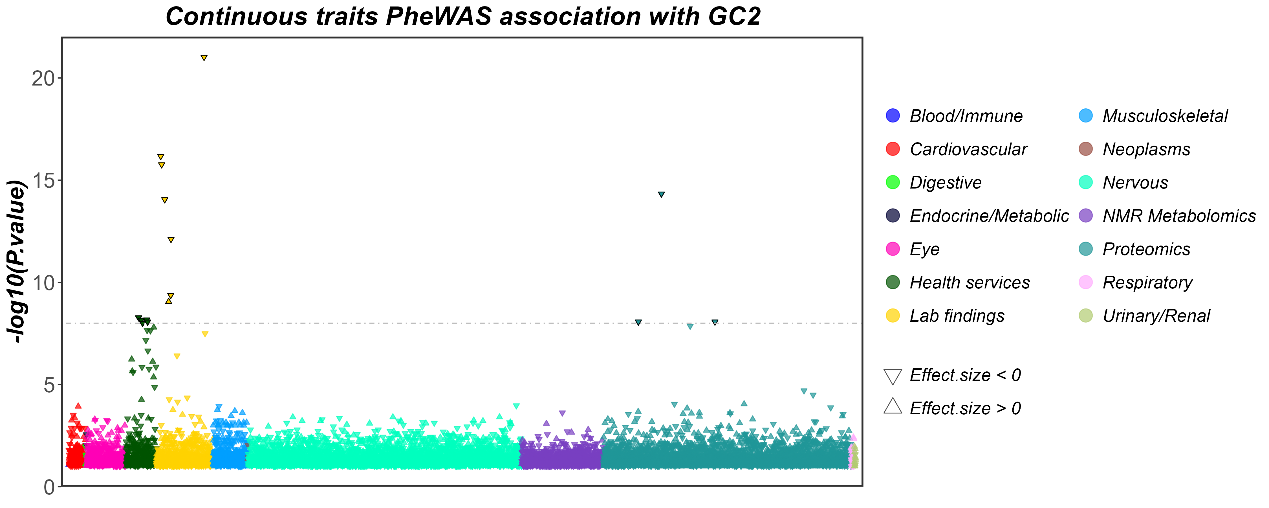 Continuous traits PheWAS association with GC2
-log10(P.value)
20
15
10
5
0
Blood/Immune
Cardiovascular
Digestive
Endocrine/Metabolic
Eye
Health services
Lab findings
Musculoskeletal
Neoplasms
Nervous
NMR Metabolomics
Proteomics
Respiratory
Urinary/Renal
Effect.size < 0
Effect.size > 0